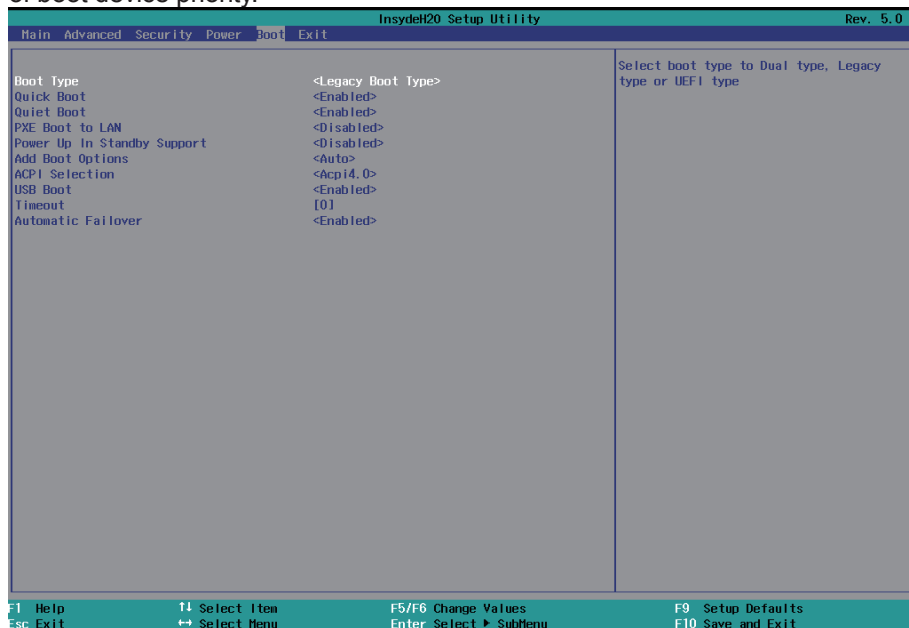 of boot device priority.
InsydeH20 Setup Utility Rev. 5.0
Main Advanced Security Power Boot Exit
Select boot type to Dual type, Legacy
type or UEFI type
Boot Type <Legacy Boot Type>
Quick Boot <Enabled>
Quiet Boot <Enabled>
PXE Boot to LAN <Disabled>
Power Up In Standby Support <Disabled>
Add Boot Options <Auto>
ACPI Selection <Acpi4.0>
USB Boot <Enabled>
Timeout [0]
Automatic Failover <Enabled>
F1 Help ↑↓ Select Item F5/F6 Change Values F9 Setup Defaults
Esc Exit ↔ Select Menu Enter Select ▶ SubMenu F10 Save and Exit